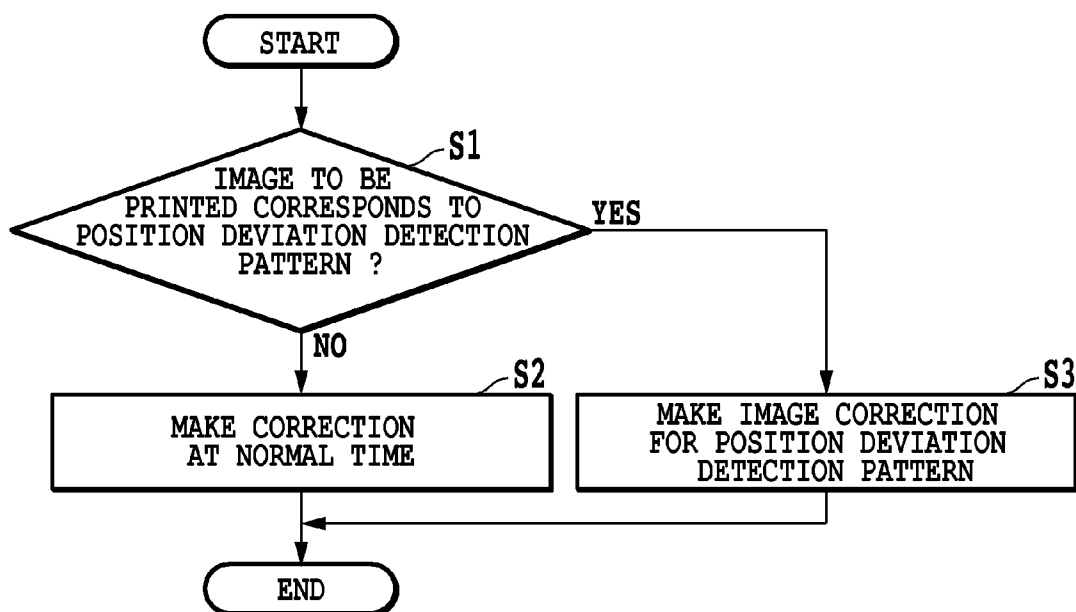 START
S1
IMAGE TO BE
PRINTED CORRESPONDS TO
POSITION DEVIATION DETECTION
PATTERN ?
YES
NO
S2
MAKE CORRECTION
AT NORMAL TIME
S3
MAKE IMAGE CORRECTION
FOR POSITION DEVIATION
DETECTION PATTERN
END